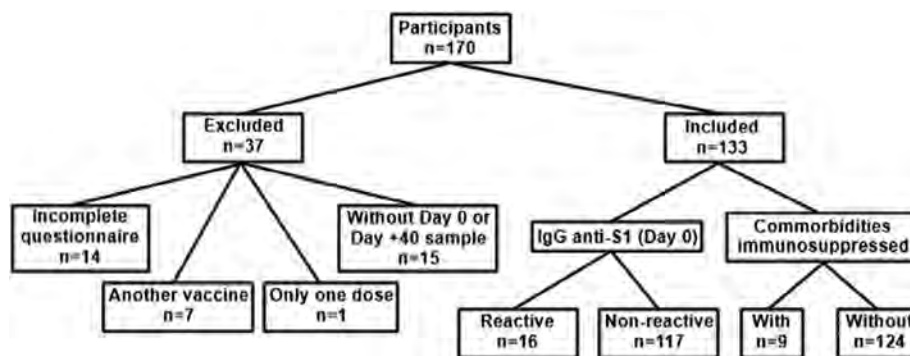 Participants
n=170
Excluded
n=37
Included
n=133
Incomplete
questionnaire
n=14
Another vaccine
n=7
Only one dose
n=1
Without Day 0 or
Day +40 sample
n=15
IgG anti-S1 (Day 0)
Commorbidities
immunosuppressed
Reactive
n=16
Non-reactive
n=117
With
n=9
Without
n=124